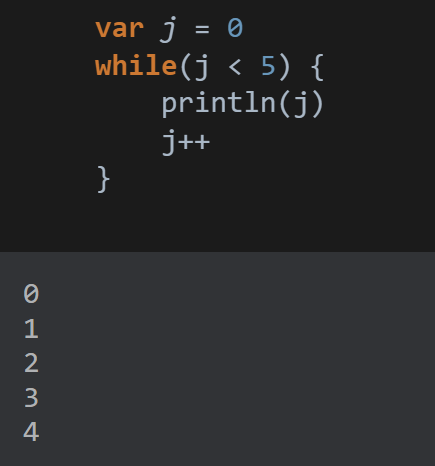 var j = 0
while(j < 5) {
    println(j)
    j++
}
0
1
2
3
4